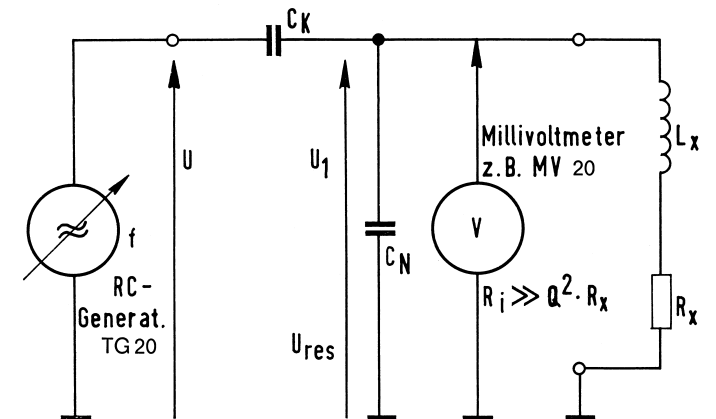 C_K
U
U_1
Millivoltmeter
z.B. MV 20
L_x
V
f
C_N
R_i ≫ Q²· R_x
R_x
RC-
Generat.
TG 20
U_res